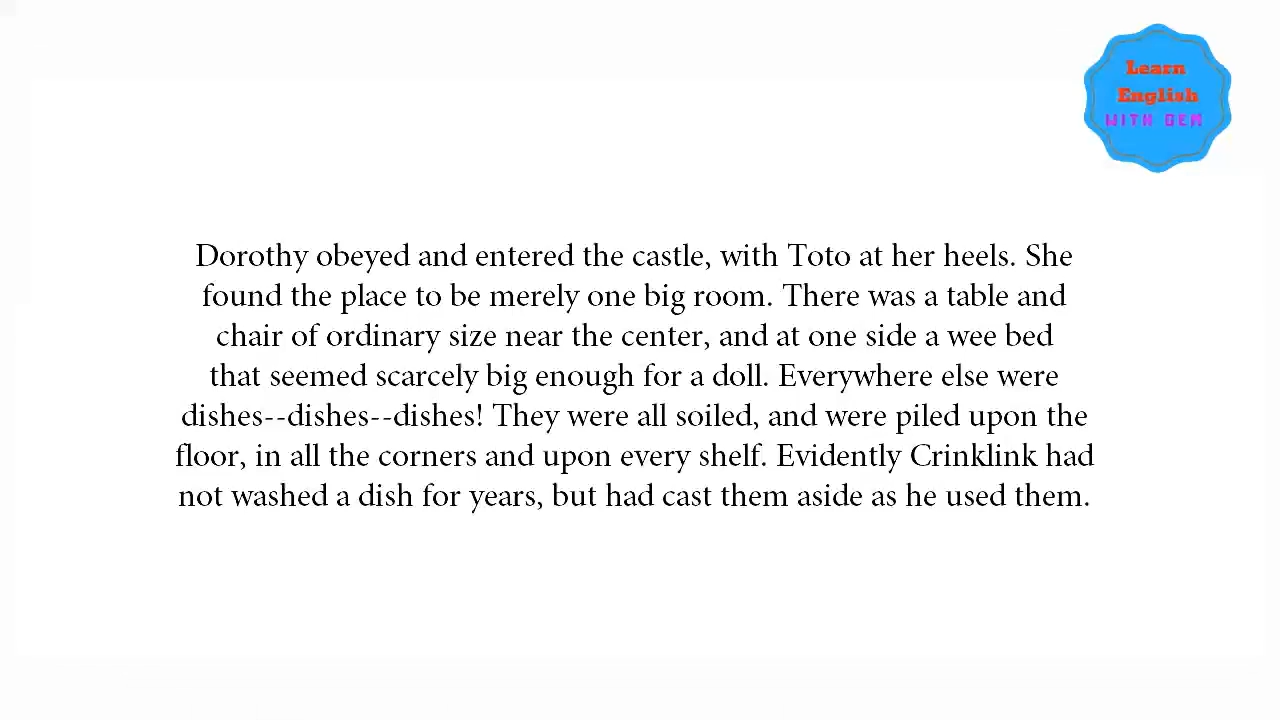 Learn
English
WITH BEN
Dorothy obeyed and entered the castle, with Toto at her heels. She
found the place to be merely one big room. There was a table and
chair of ordinary size near the center, and at one side a wee bed
that seemed scarcely big enough for a doll. Everywhere else were
dishes--dishes--dishes! They were all soiled, and were piled upon the
floor, in all the corners and upon every shelf. Evidently Crinklink had
not washed a dish for years, but had cast them aside as he used them.